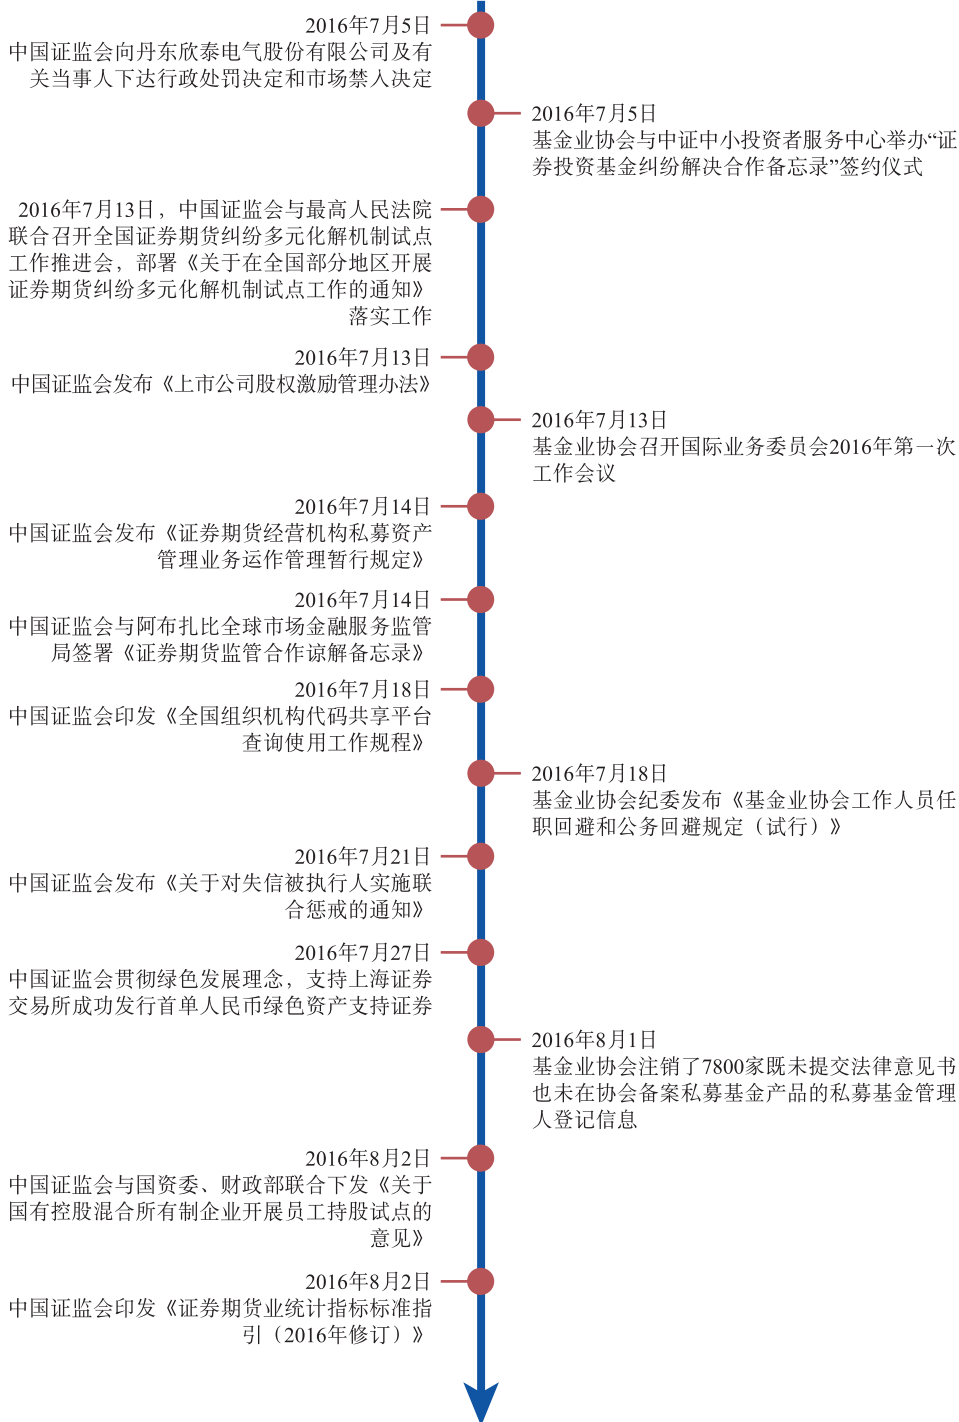 2016年7月5日
中国证监会向丹东欣泰电气股份有限公司及有
关当事人下达行政处罚决定和市场禁入决定
2016年7月5日
基金业协会与中证中小投资者服务中心举办“证
券投资基金纠纷解决合作备忘录”签约仪式
2016年7月13日，中国证监会与最高人民法院
联合召开全国证券期货纠纷多元化解机制试点
工作推进会，部署《关于在全国部分地区开展
证券期货纠纷多元化解机制试点工作的通知》
落实工作
2016年7月13日
中国证监会发布《上市公司股权激励管理办法》
2016年7月13日
基金业协会召开国际业务委员会2016年第一次
工作会议
2016年7月14日
中国证监会发布《证券期货经营机构私募资产
管理业务运作管理暂行规定》
2016年7月14日
中国证监会与阿布扎比全球市场金融服务监管
局签署《证券期货监管合作谅解备忘录》
2016年7月18日
中国证监会印发《全国组织机构代码共享平台
查询使用工作规程》
2016年7月18日
基金业协会纪委发布《基金业协会工作人员任
职回避和公务回避规定（试行）》
2016年7月21日
中国证监会发布《关于对失信被执行人实施联
合惩戒的通知》
2016年7月27日
中国证监会贯彻绿色发展理念，支持上海证券
交易所成功发行首单人民币绿色资产支持证券
2016年8月1日
基金业协会注销了7800家既未提交法律意见书
也未在协会备案私募基金产品的私募基金管理
人登记信息
2016年8月2日
中国证监会与国资委、财政部联合下发《关于
国有控股混合所有制企业开展员工持股试点的
意见》
2016年8月2日
中国证监会印发《证券期货业统计指标标准指
引（2016年修订）》